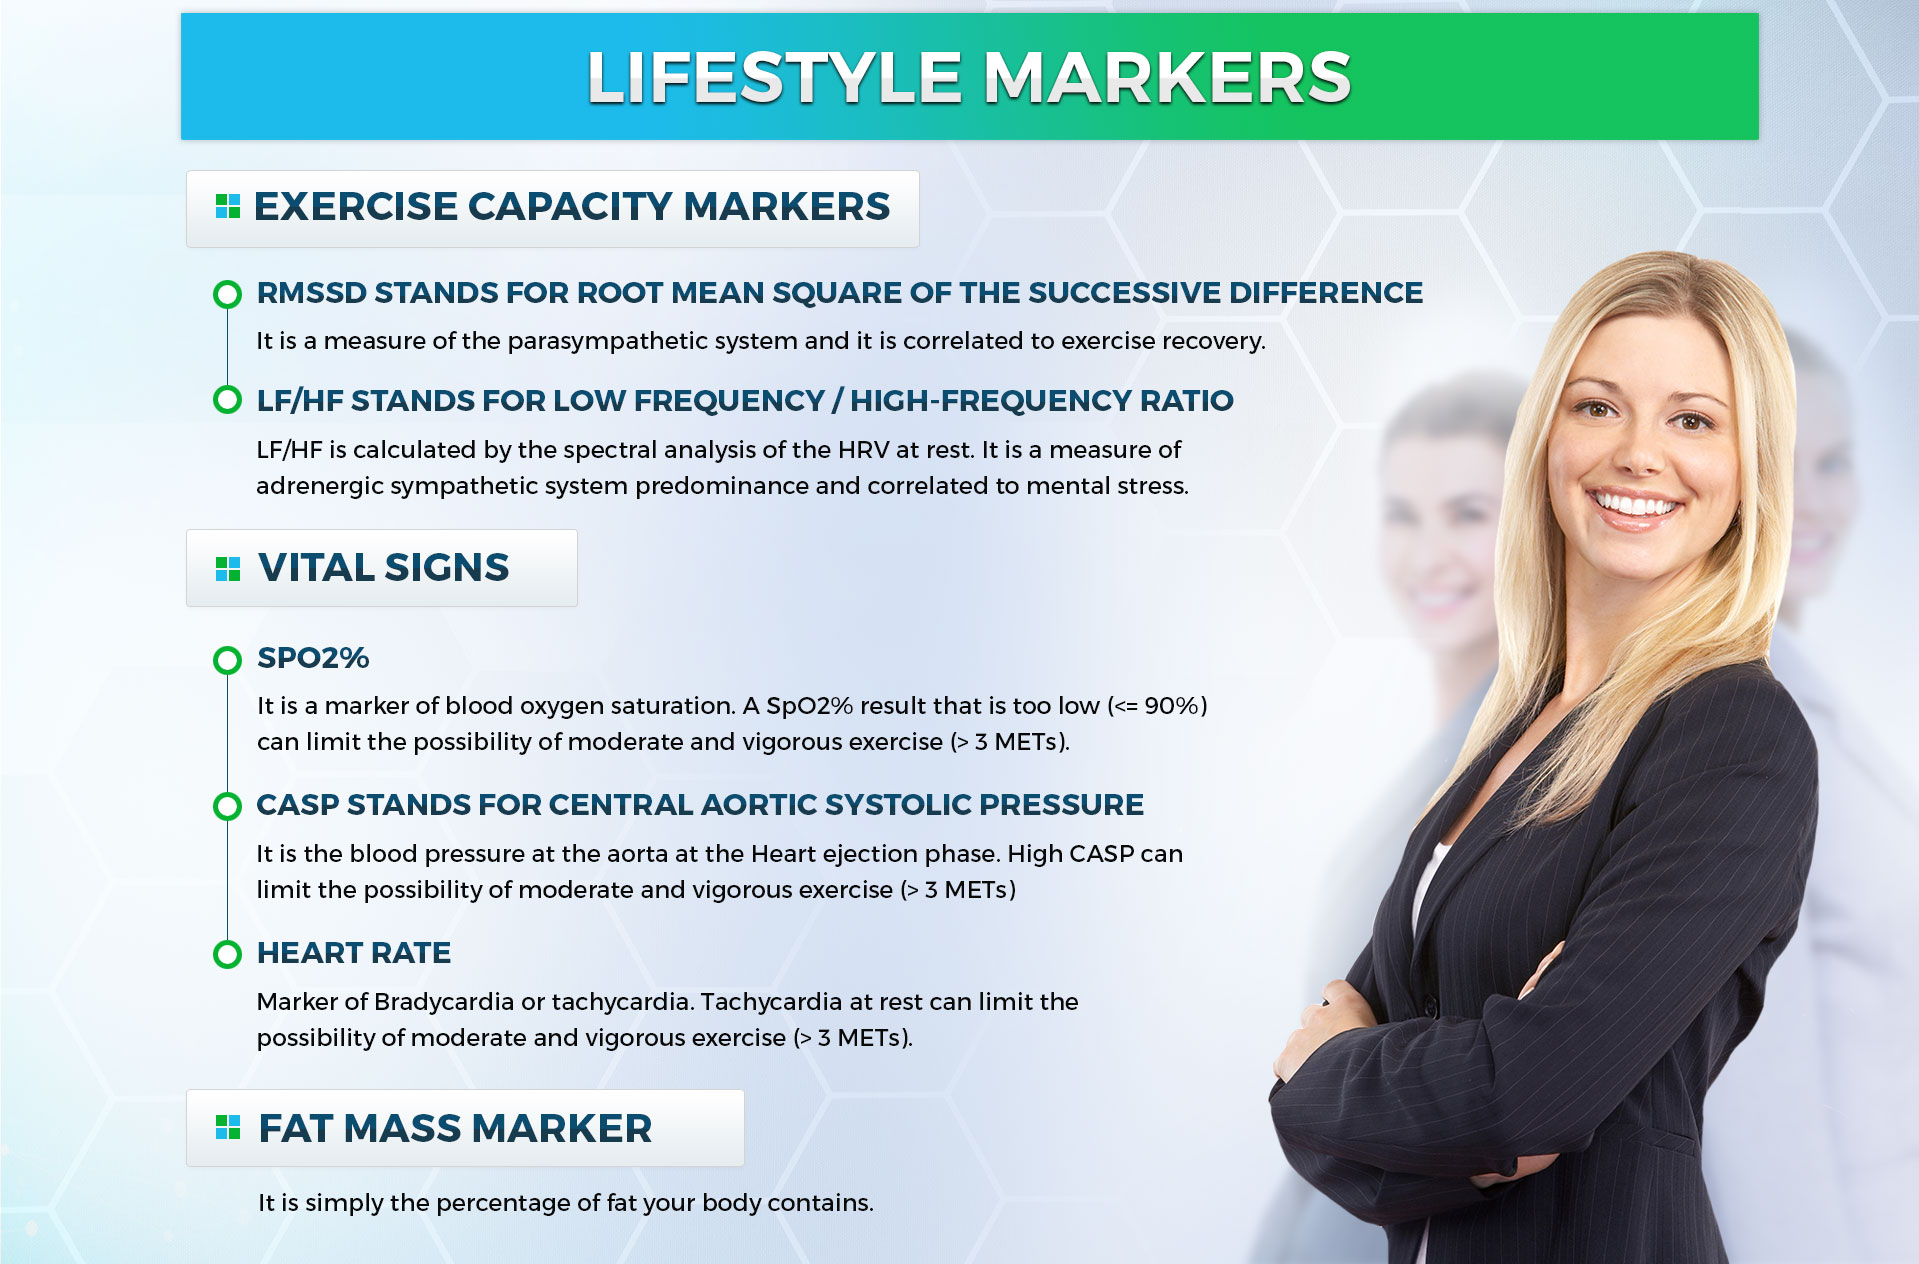 LIFESTYLE MARKERS
EXERCISE CAPACITY MARKERS
RMSSD STANDS FOR ROOT MEAN SQUARE OF THE SUCCESSIVE DIFFERENCE
It is a measure of the parasympathetic system and it is correlated to exercise recovery.
LF/HF STANDS FOR LOW FREQUENCY / HIGH-FREQUENCY RATIO
LF/HF is calculated by the spectral analysis of the HRV at rest. It is a measure of
adrenergic sympathetic system predominance and correlated to mental stress.
VITAL SIGNS
SPO2%
It is a marker of blood oxygen saturation. A SpO2% result that is too low (<= 90%)
can limit the possibility of moderate and vigorous exercise (> 3 METs).
CASP STANDS FOR CENTRAL AORTIC SYSTOLIC PRESSURE
It is the blood pressure at the aorta at the Heart ejection phase. High CASP can
limit the possibility of moderate and vigorous exercise (> 3 METs)
HEART RATE
Marker of Bradycardia or tachycardia. Tachycardia at rest can limit the
possibility of moderate and vigorous exercise (> 3 METs).
FAT MASS MARKER
It is simply the percentage of fat your body contains.